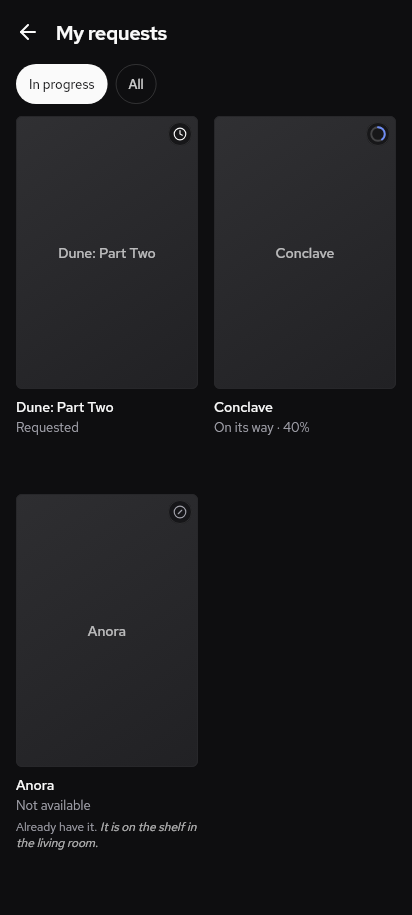 My requests
In progress
All
Dune: Part Two
Conclave
Dune: Part Two
Requested
Conclave
On its way · 40%
Anora
Anora
Not available
Already have it. It is on the shelf in
the living room.